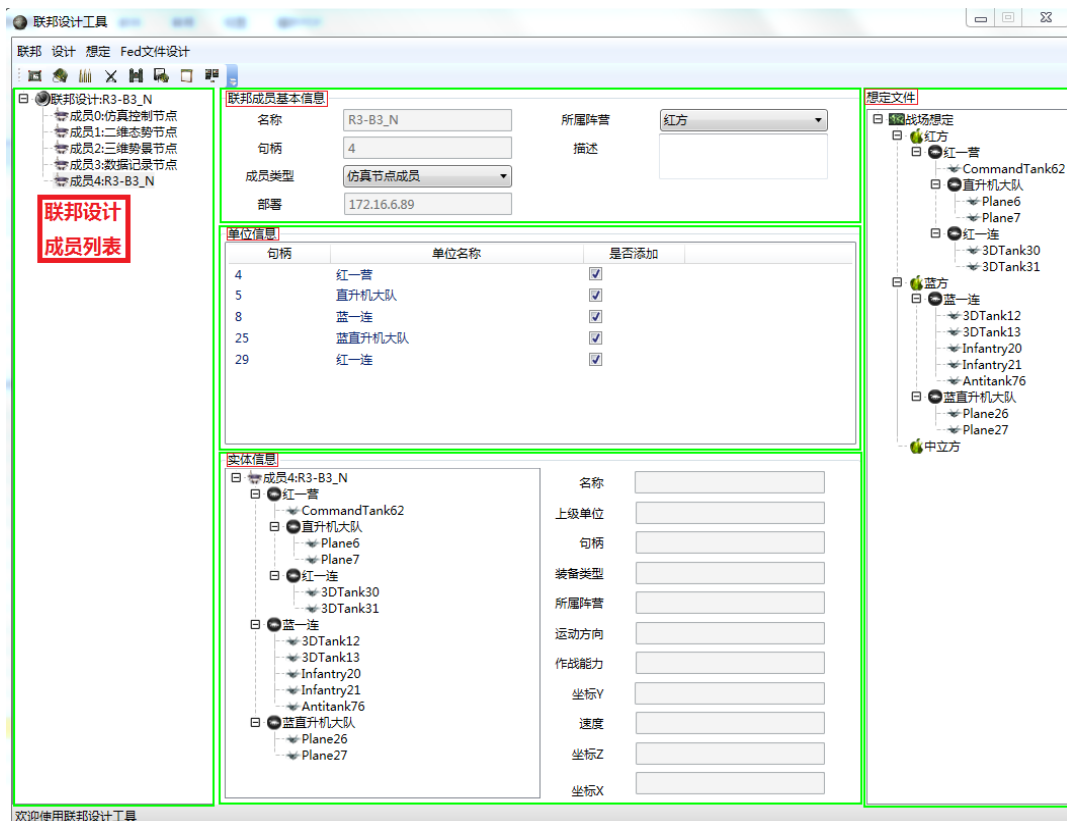 联邦设计工具
联邦 设计 想定 Fed文件设计
联邦设计:R3-B3_N
成员0:仿真控制节点
成员1:二维态势节点
成员2:三维势景节点
成员3:数据记录节点
成员4:R3-B3_N
联邦设计
成员列表
联邦成员基本信息
名称 R3-B3_N 所属阵营 红方
句柄 4 描述
成员类型 仿真节点成员
部署 172.16.6.89
单位信息
句柄 单位名称 是否添加
4 红一营
5 直升机大队
8 蓝一连
25 蓝直升机大队
29 红一连
实体信息
成员4:R3-B3_N
红一营
CommandTank62
直升机大队
Plane6
Plane7
红一连
3DTank30
3DTank31
蓝一连
3DTank12
3DTank13
Infantry20
Infantry21
Antitank76
蓝直升机大队
Plane26
Plane27
名称
上级单位
句柄
装备类型
所属阵营
运动方向
作战能力
坐标Y
速度
坐标Z
坐标X
想定文件
战场想定
红方
红一营
CommandTank62
直升机大队
Plane6
Plane7
红一连
3DTank30
3DTank31
蓝方
蓝一连
3DTank12
3DTank13
Infantry20
Infantry21
Antitank76
蓝直升机大队
Plane26
Plane27
中立方
欢迎使用联邦设计工具